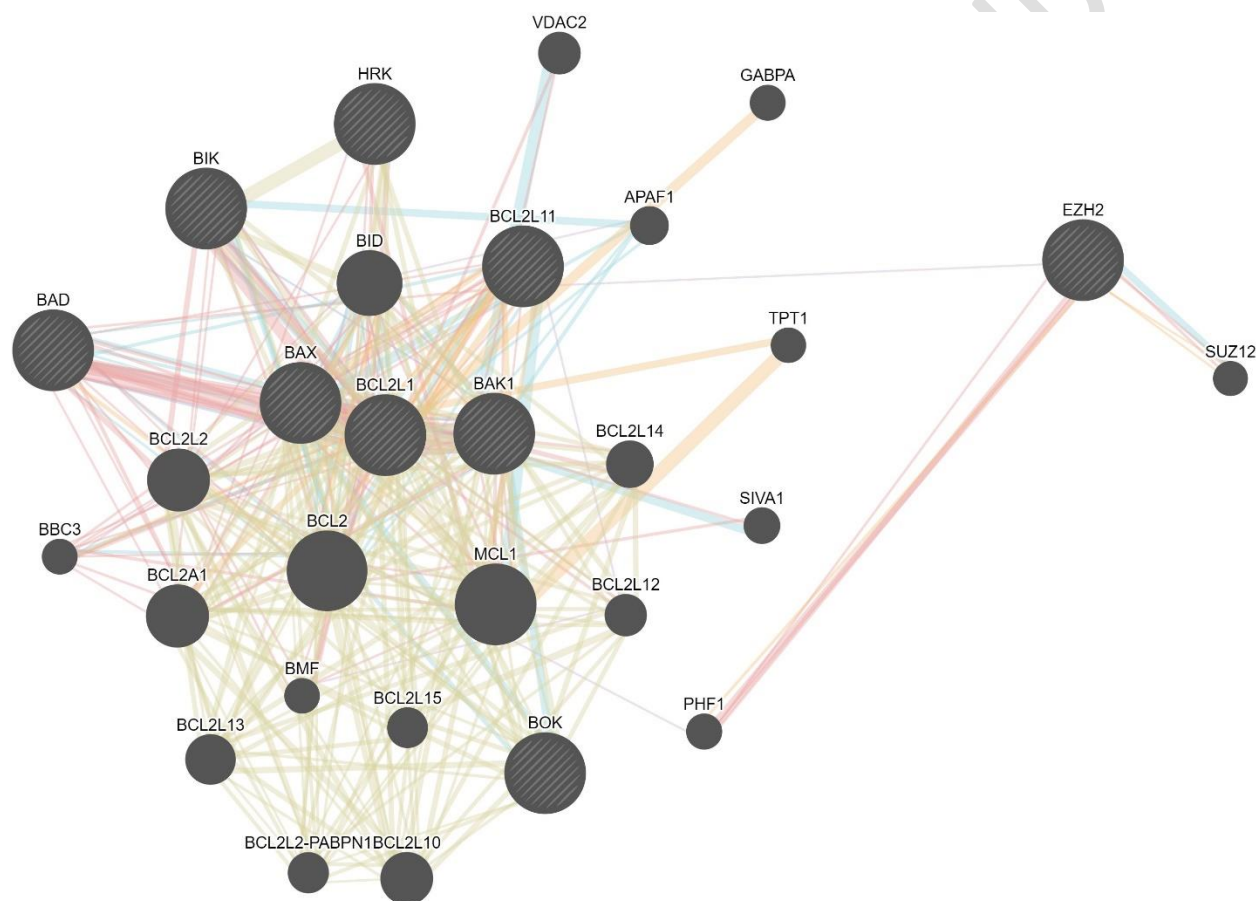 VDAC2
HRK
GABPA
BIK
APAF1
BCL2L11
EZH2
BID
BAD
TPT1
BAX
BCL2L1
BAK1
SUZ12
BCL2L2
BCL2L14
SIVA1
BBC3
BCL2
MCL1
BCL2A1
BCL2L12
BMF
BCL2L15
PHF1
BCL2L13
BOK
BCL2L2-PABPN1
BCL2L10